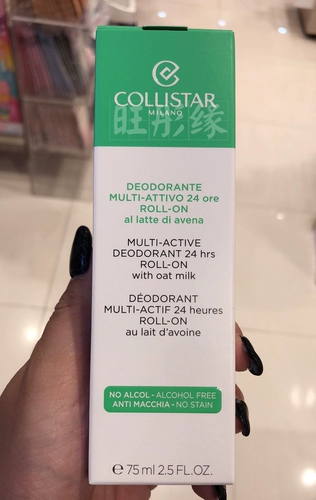 COLLISTAR
MILANO
旺彤缘
DEODORANTE
MULTI-ATTIVO 24 ore
ROLL-ON
al latte di avena
MULTI-ACTIVE
DEODORANT 24 hrs
ROLL-ON
with oat milk
DÉODORANT
MULTI-ACTIF 24 heures
ROLL-ON
au lait d'avoine
NO ALCOL - ALCOHOL FREE
ANTI MACCHIA - NO STAIN
℮ 75 ml 2.5 FL.OZ.